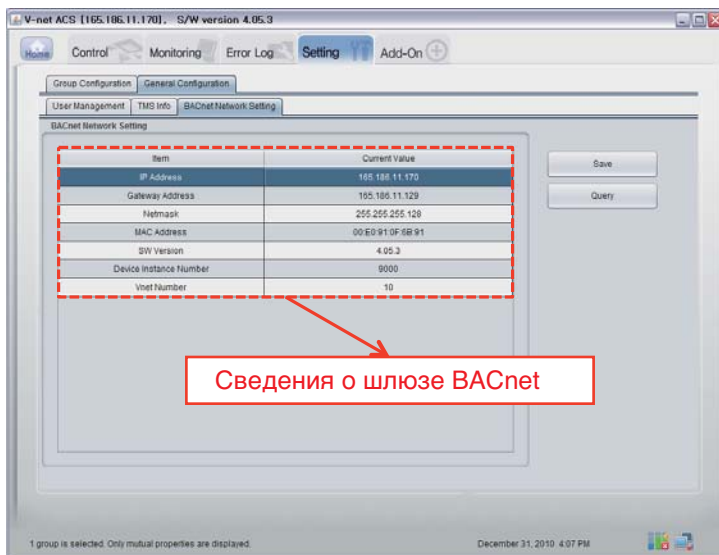 V-net ACS [165.186.11.170], S/W version 4.05.3
Home Control Monitoring Error Log Setting Add-On
Group Configuration General Configuration
User Management TMS Info BACnet Network Setting
BACnet Network Setting
Item Current Value
IP Address 165.186.11.170
Gateway Address 165.186.11.129
Netmask 255.255.255.128
MAC Address 00:E0:91:0F:6B:91
SW Version 4.05.3
Device Instance Number 9000
Vnet Number 10
Save
Query
Сведения о шлюзе BACnet
1 group is selected. Only mutual properties are displayed.
December 31, 2010 4:07 PM